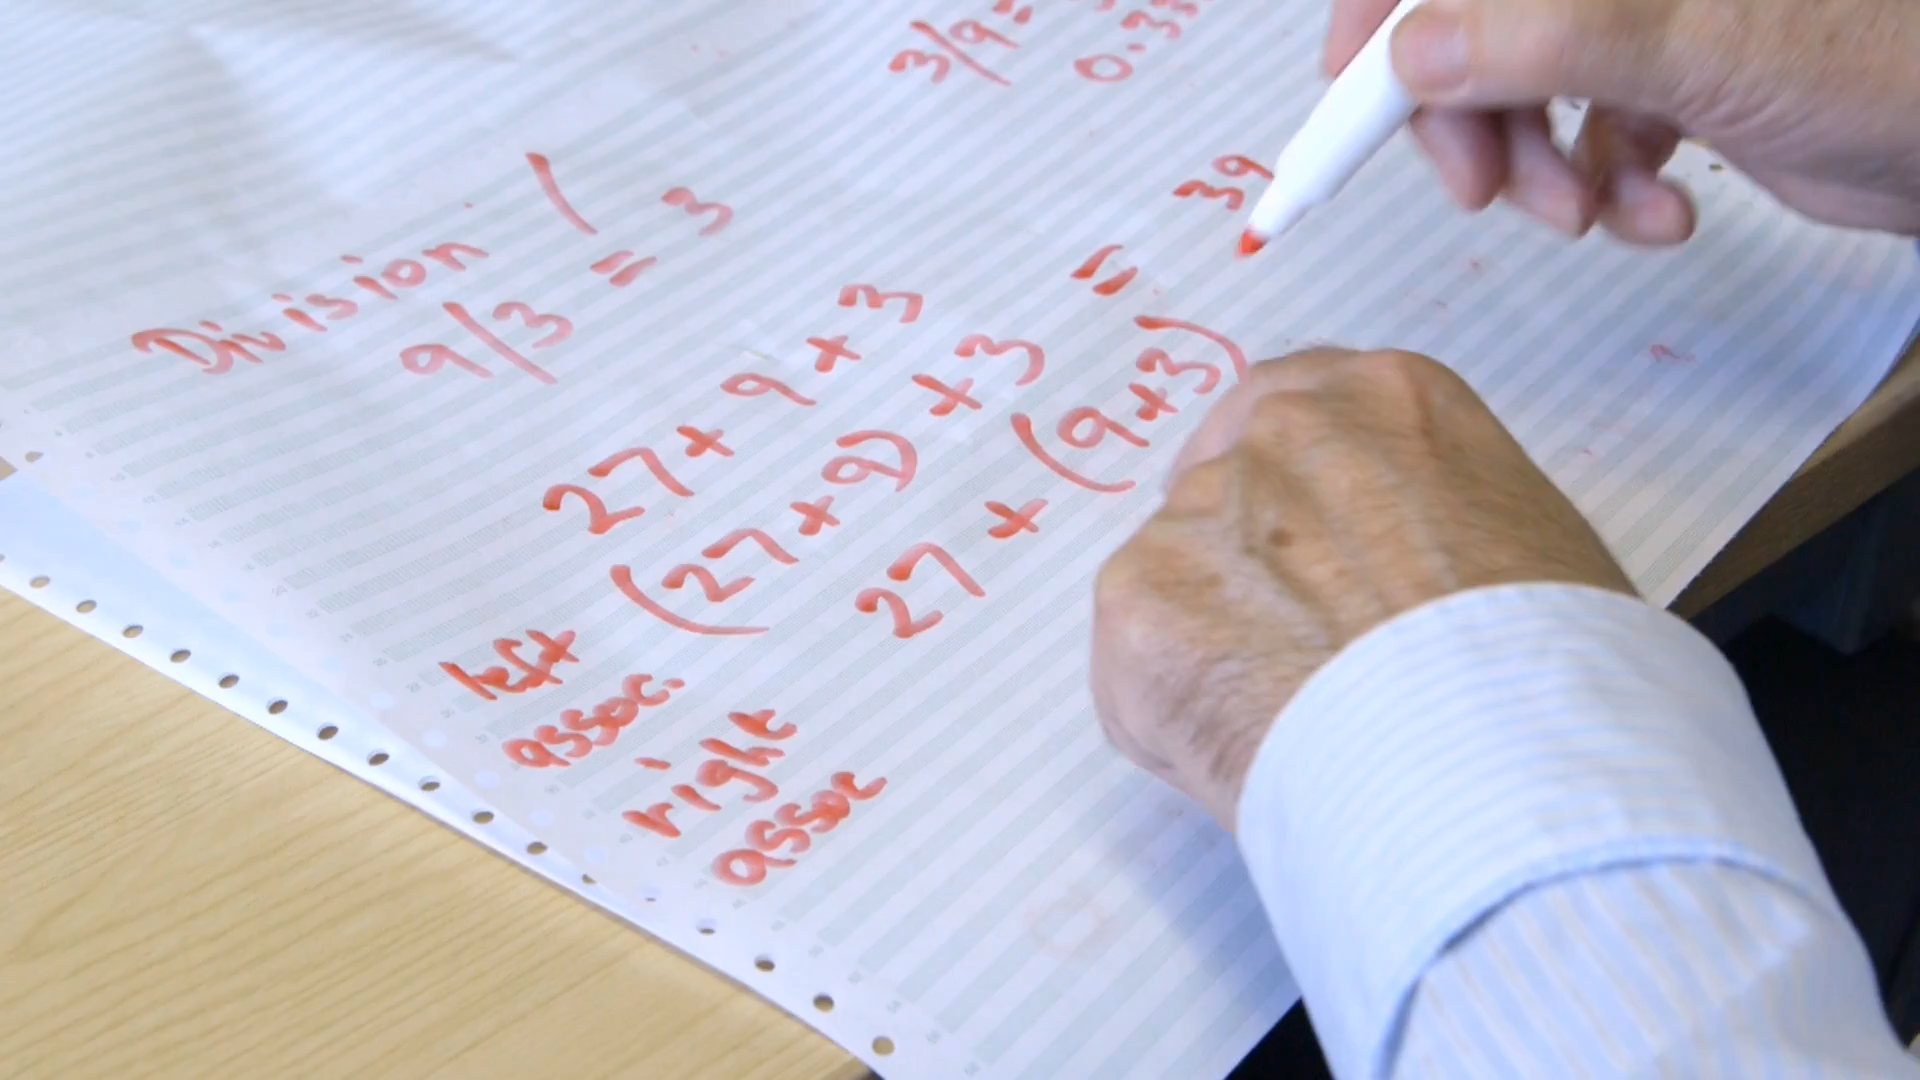 3/9=
0.33
Division /
9/3 = 3
27 + 9 + 3
left assoc. (27 + 9) + 3 = 39
right assoc 27 + (9+3)